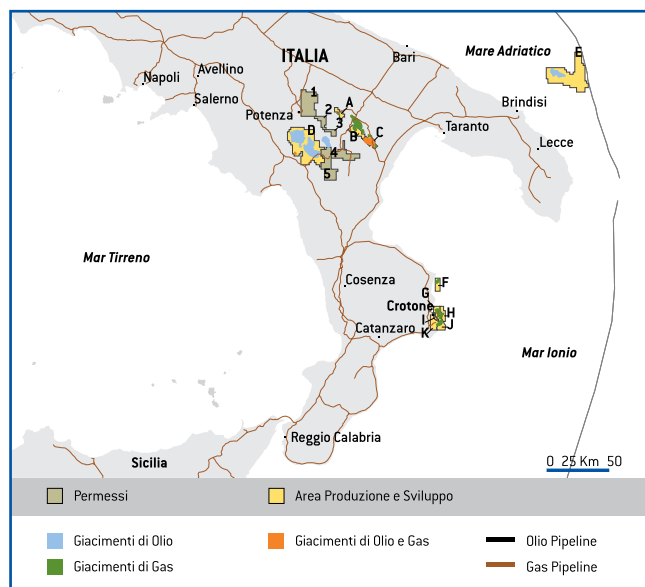 Mare Adriatico
E
ITALIA
Bari
Avellino
Napoli
1
Salerno
2
A
Brindisi
Potenza
3
Taranto
D
B
C
Lecce
4
5
Mar Tirreno
Cosenza
F
G
Crotone
H
I
J
Catanzaro
K
Mar Ionio
Reggio Calabria
Sicilia
0 25 Km 50
Permessi
Area Produzione e Sviluppo
Giacimenti di Olio
Giacimenti di Olio e Gas
Olio Pipeline
Giacimenti di Gas
Gas Pipeline